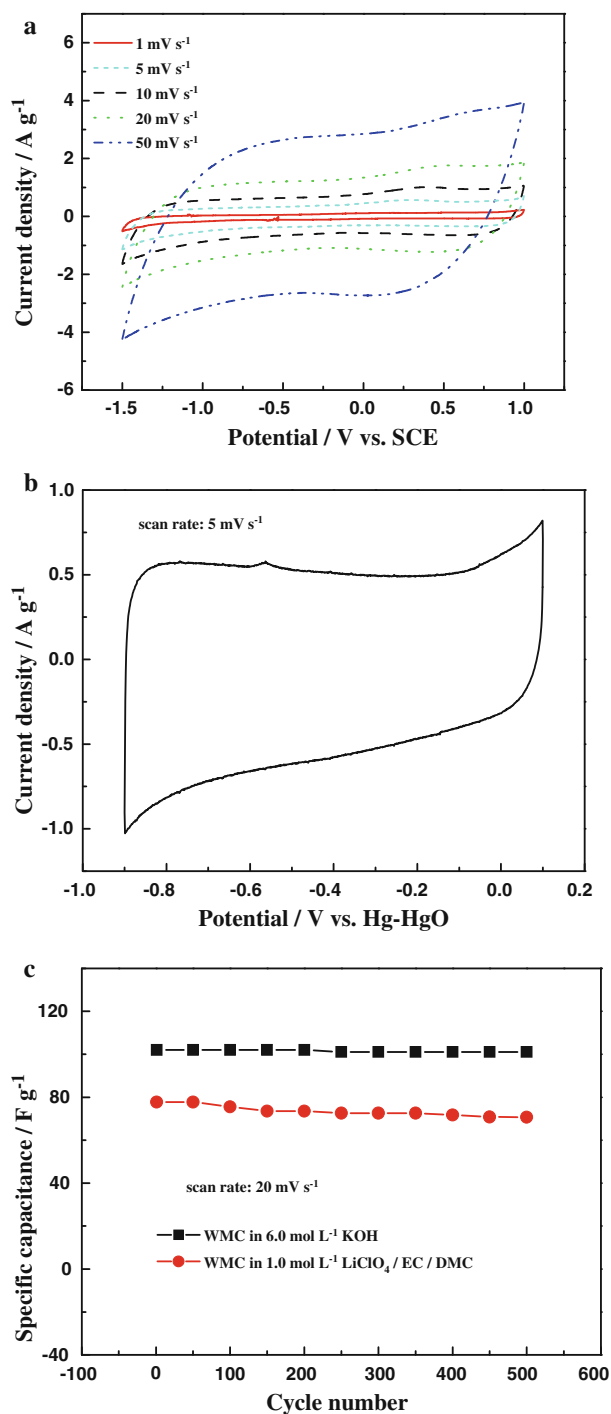 a
6
4
2
0
-2
-4
-6
1 mV s⁻¹
5 mV s⁻¹
10 mV s⁻¹
20 mV s⁻¹
50 mV s⁻¹
Current density / A g⁻¹
-1.5 -1.0 -0.5 0.0 0.5 1.0
Potential / V vs. SCE
b
1.0
0.5
0.0
-0.5
-1.0
scan rate: 5 mV s⁻¹
Current density / A g⁻¹
-1.0 -0.8 -0.6 -0.4 -0.2 0.0 0.2
Potential / V vs. Hg-HgO
c
120
80
40
0
-40
scan rate: 20 mV s⁻¹
WMC in 6.0 mol L⁻¹ KOH
WMC in 1.0 mol L⁻¹ LiClO₄ / EC / DMC
Specific capacitance / F g⁻¹
-100 0 100 200 300 400 500 600
Cycle number